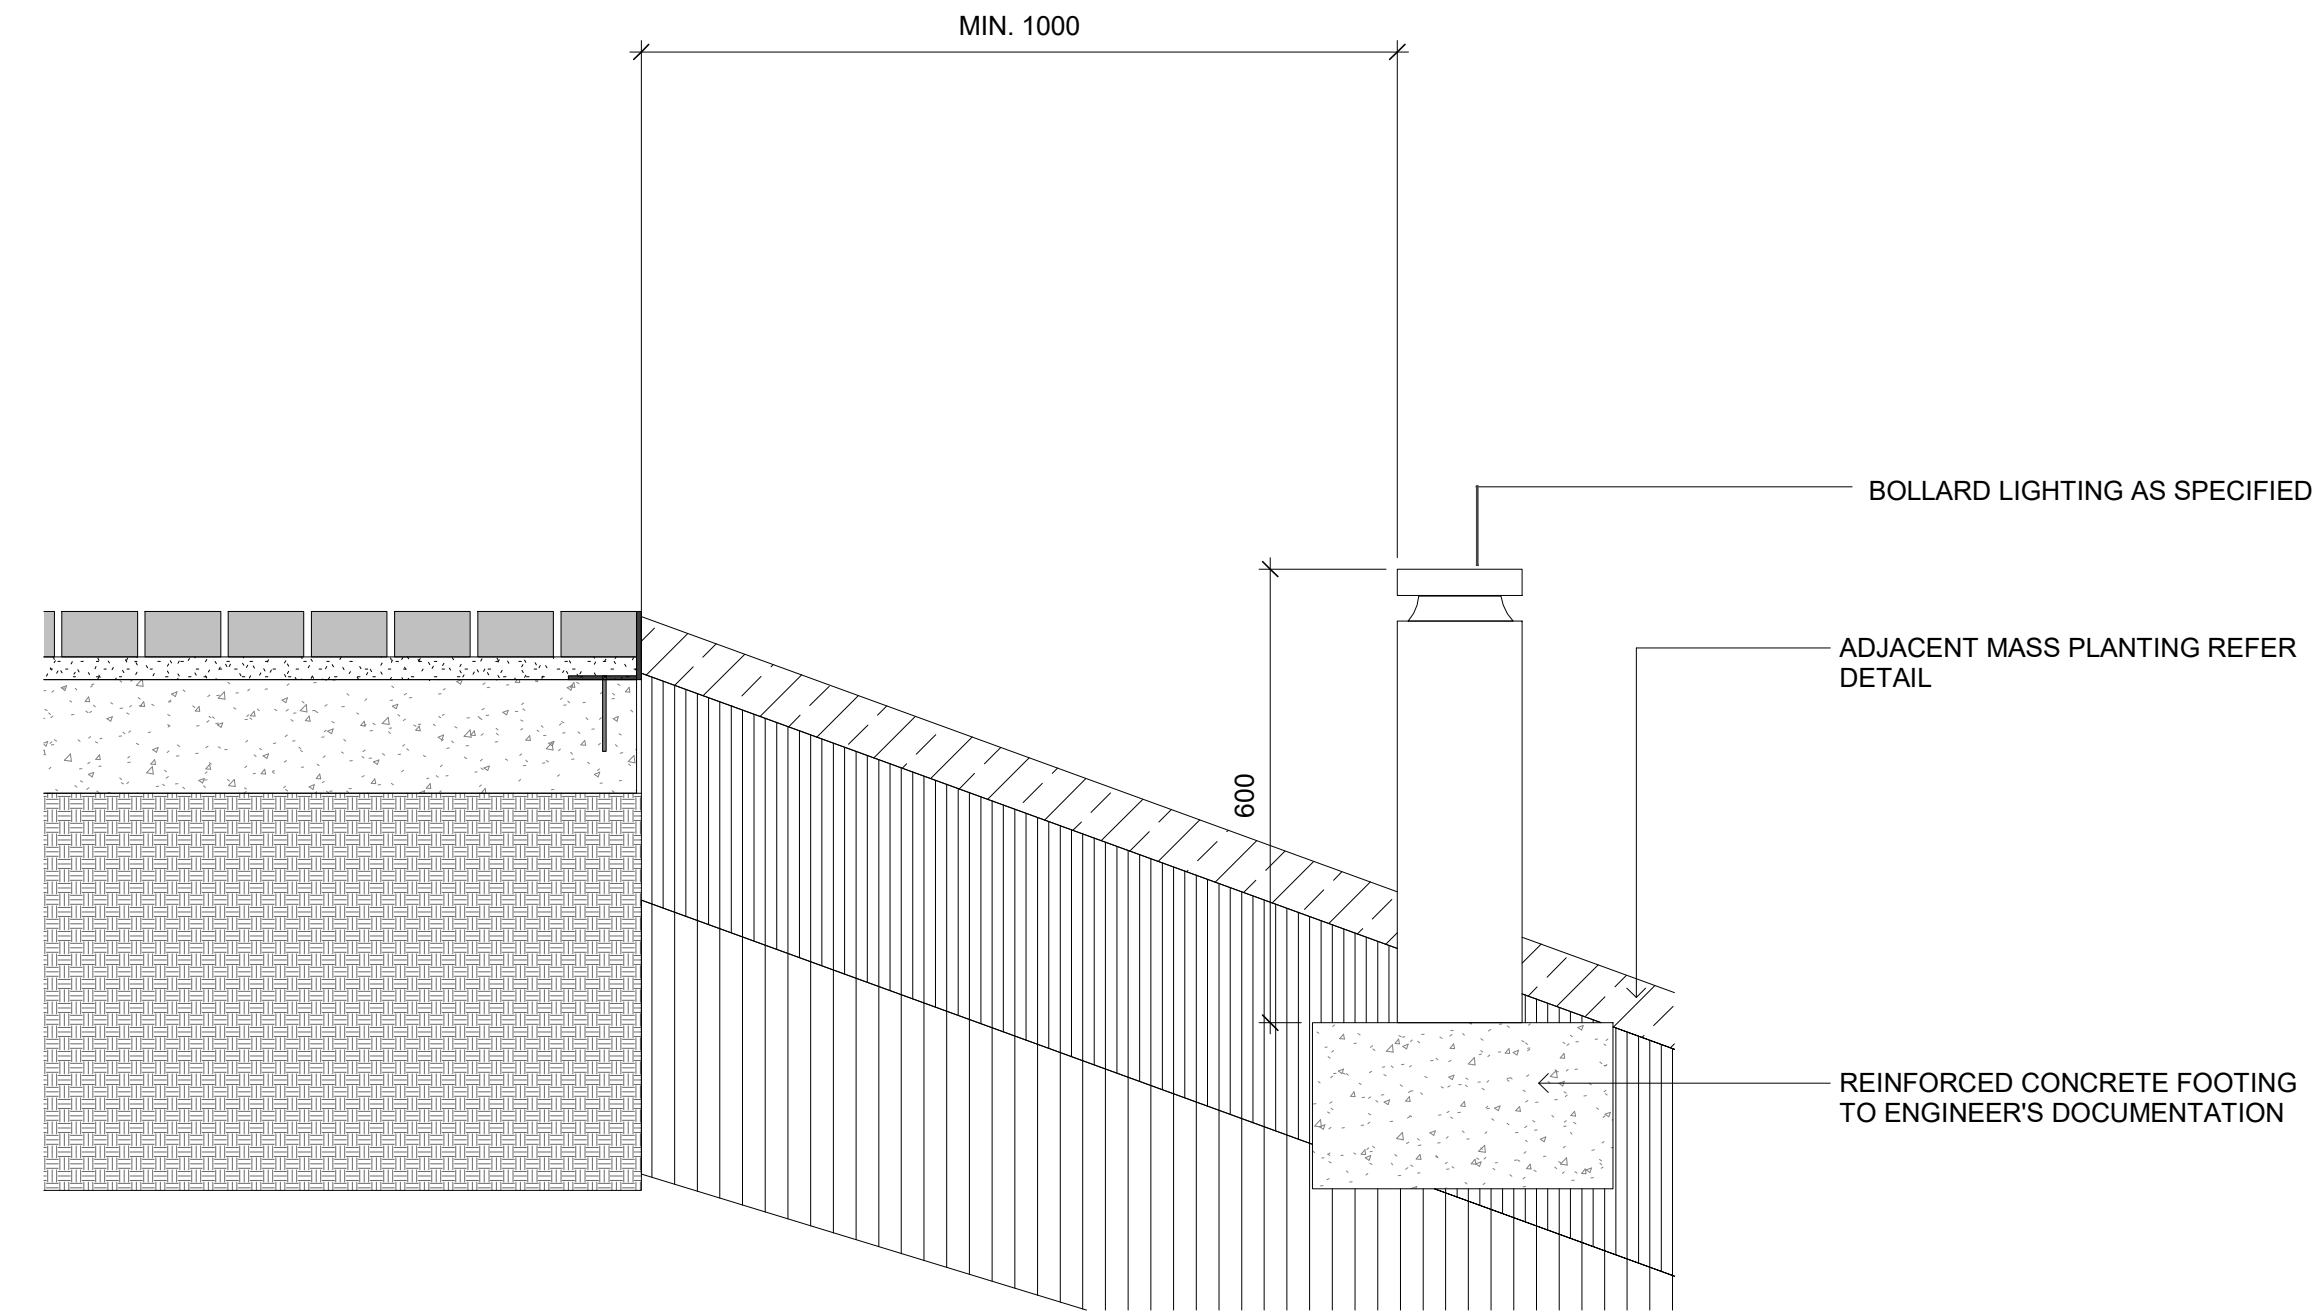 MIN. 1000
BOLLARD LIGHTING AS SPECIFIED
ADJACENT MASS PLANTING REFER
DETAIL
600
REINFORCED CONCRETE FOOTING
TO ENGINEER'S DOCUMENTATION